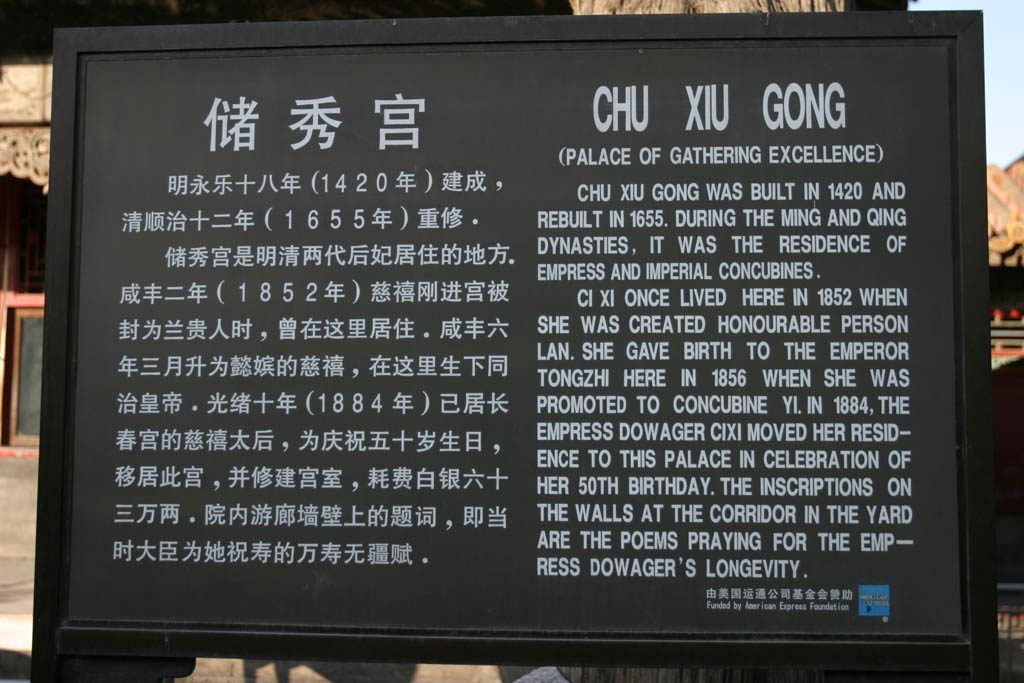 储秀宫
明永乐十八年(1420年)建成，
清顺治十二年(1655年)重修．
储秀宫是明清两代后妃居住的地方．
咸丰二年(1852年)慈禧刚进宫被
封为兰贵人时，曾在这里居住．咸丰六
年三月升为懿嫔的慈禧，在这里生下同
治皇帝．光绪十年(1884年)已居长
春宫的慈禧太后，为庆祝五十岁生日，
移居此宫，并修建宫室，耗费白银六十
三万两．院内游廊墙壁上的题词，即当
时大臣为她祝寿的万寿无疆赋．
CHU XIU GONG
(PALACE OF GATHERING EXCELLENCE)
CHU XIU GONG WAS BUILT IN 1420 AND
REBUILT IN 1655. DURING THE MING AND QING
DYNASTIES, IT WAS THE RESIDENCE OF
EMPRESS AND IMPERIAL CONCUBINES.
CI XI ONCE LIVED HERE IN 1852 WHEN
SHE WAS CREATED HONOURABLE PERSON
LAN. SHE GAVE BIRTH TO THE EMPEROR
TONGZHI HERE IN 1856 WHEN SHE WAS
PROMOTED TO CONCUBINE YI. IN 1884, THE
EMPRESS DOWAGER CIXI MOVED HER RESID-
ENCE TO THIS PALACE IN CELEBRATION OF
HER 50TH BIRTHDAY. THE INSCRIPTIONS ON
THE WALLS AT THE CORRIDOR IN THE YARD
ARE THE POEMS PRAYING FOR THE EMP-
RESS DOWAGER'S LONGEVITY.
由美国运通公司基金会赞助
Funded by American Express Foundation
AMERICAN
EXPRESS